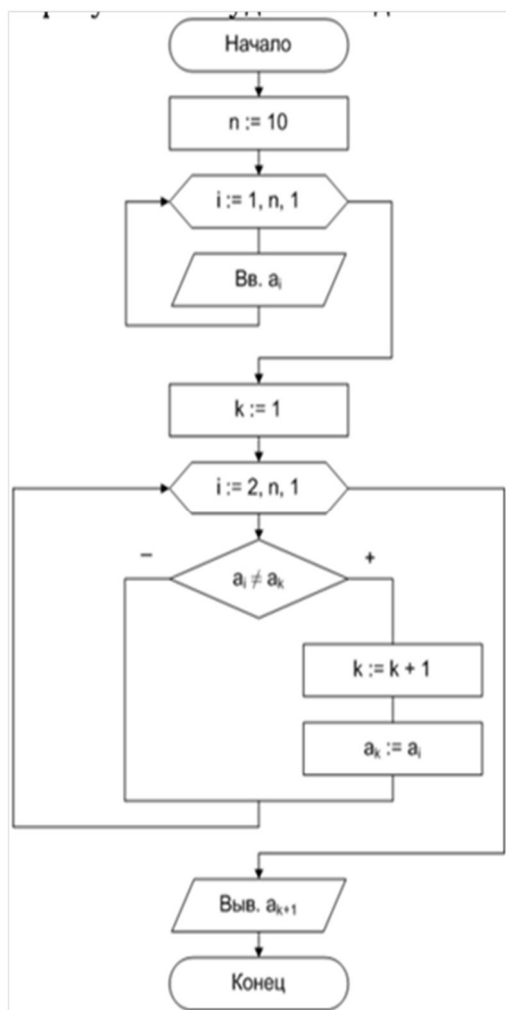 Начало
n := 10
i := 1, n, 1
Вв. aᵢ
k := 1
i := 2, n, 1
– +
aᵢ ≠ aₖ
k := k + 1
aₖ := aᵢ
Выв. aₖ₊₁
Конец